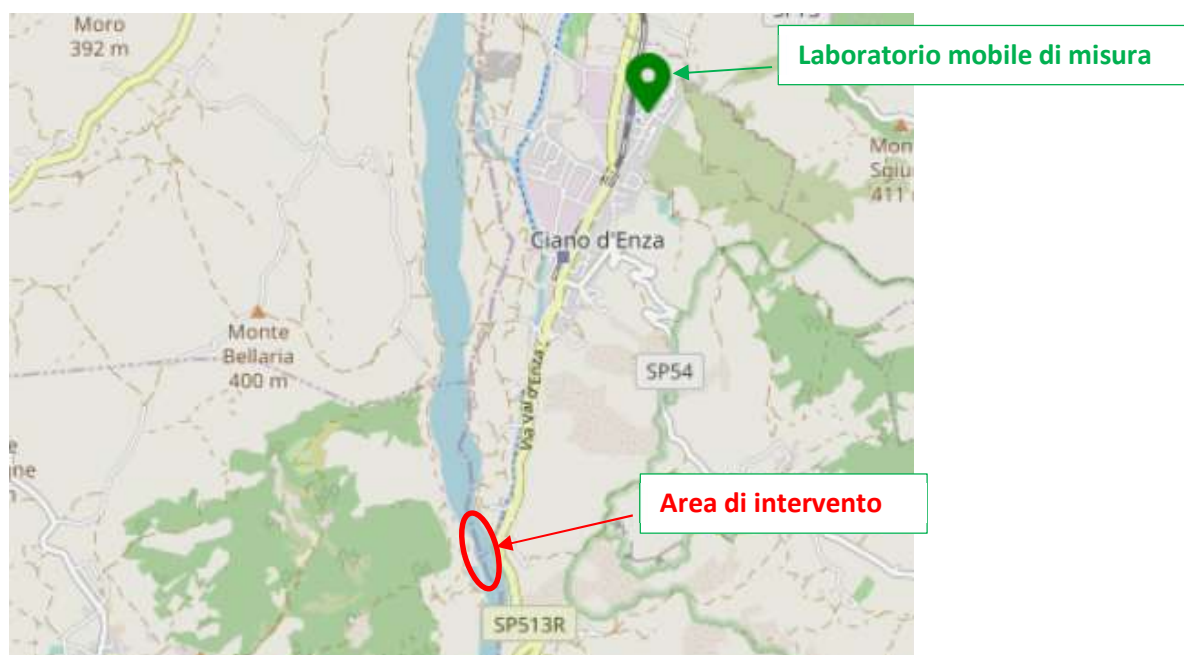 Moro
392 m
Laboratorio mobile di misura
Ciano d'Enza
Monte
Bellaria
400 m
SP54
Via Val d'Enza
Area di intervento
SP513R
411